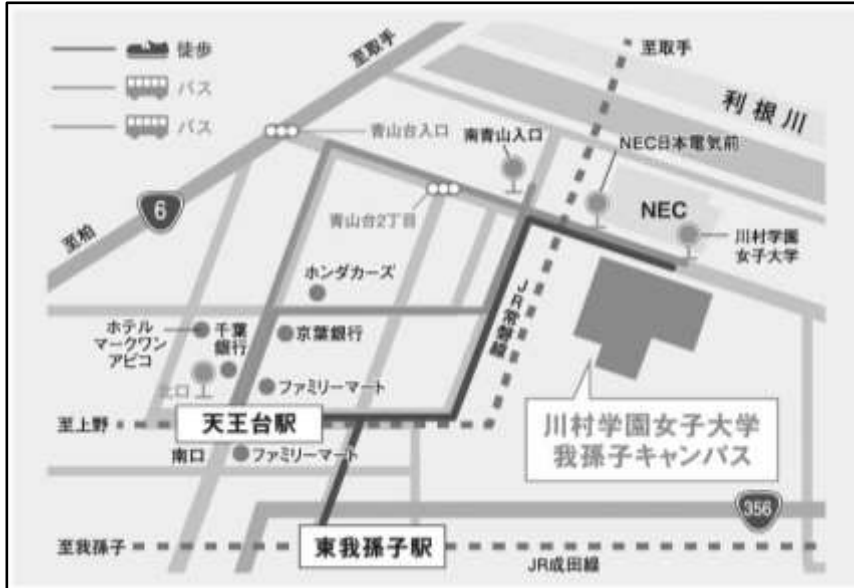 徒歩
バス
バス
至取手
至取手
利根川
青山台入口
南青山入口
NEC日本電気前
6
NEC
青山台2丁目
川村学園
女子大学
至柏
ホンダカーズ
JR常磐線
ホテル
マークワン
アビコ
千葉
銀行
京葉銀行
北口
ファミリーマート
至上野
天王台駅
川村学園女子大学
我孫子キャンパス
南口
ファミリーマート
356
至我孫子
東我孫子駅
JR成田線